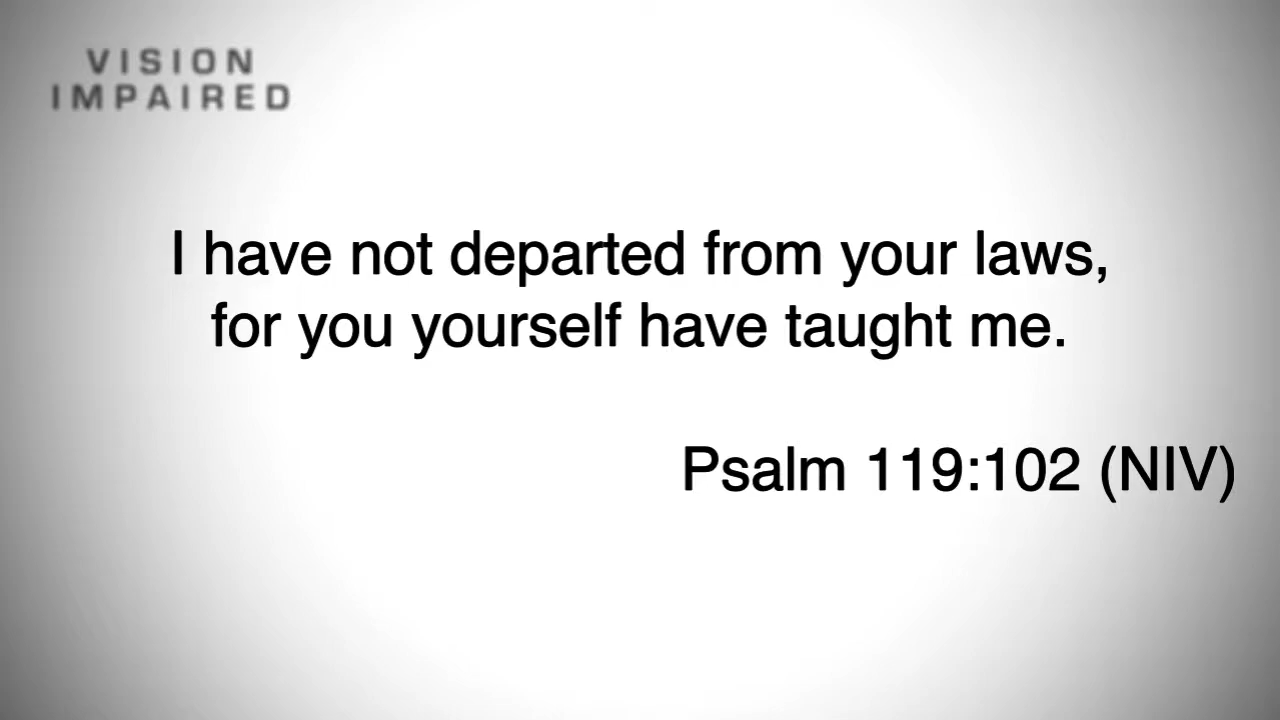 VISION
IMPAIRED
I have not departed from your laws,
for you yourself have taught me.
Psalm 119:102 (NIV)